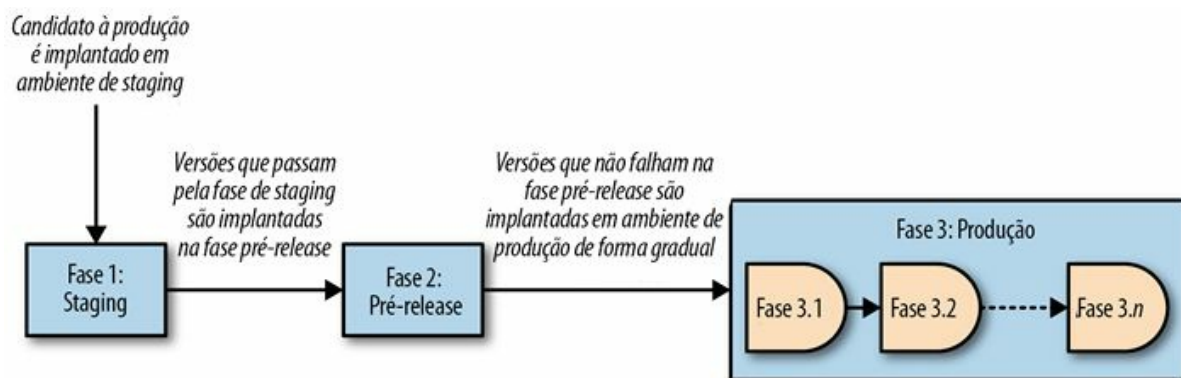 Candidato à produção
é implantado em
ambiente de staging
Versões que passam
pela fase de staging
são implantadas
na fase pré-release
Versões que não falham na
fase pré-release são
implantadas em ambiente de
produção de forma gradual
Fase 1:
Staging
Fase 2:
Pré-release
Fase 3: Produção
Fase 3.1
Fase 3.2
Fase 3.n